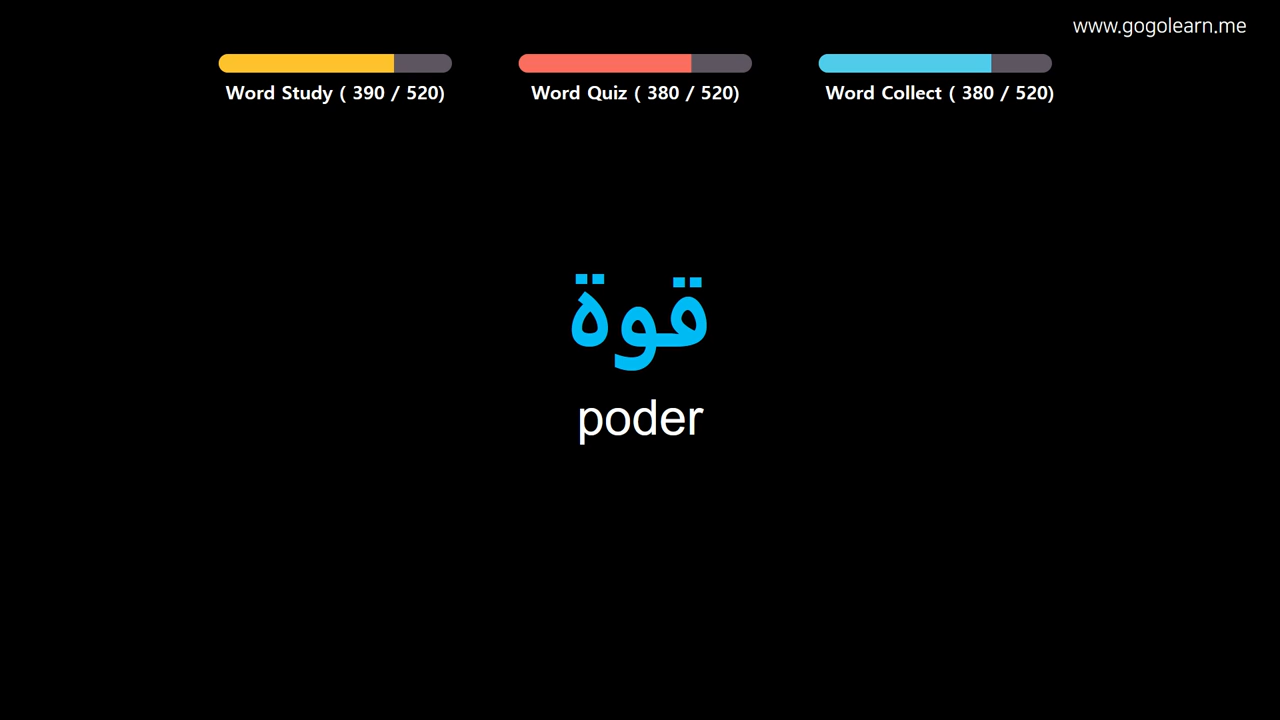 www.gogolearn.me
Word Study ( 390 / 520)
Word Quiz ( 380 / 520)
Word Collect ( 380 / 520)
قوة
poder